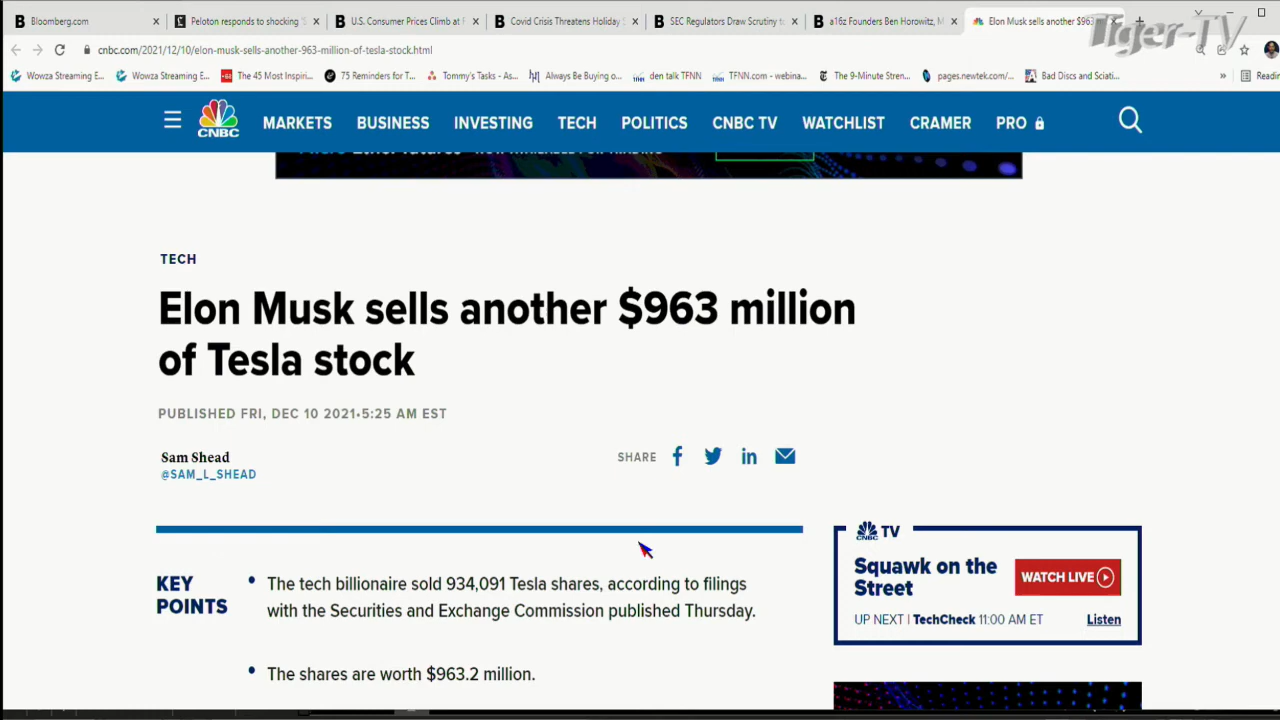 Bloomberg.com
Peloton responds to shocking
U.S. Consumer Prices Climb at
Covid Crisis Threatens Holiday
SEC Regulators Draw Scrutiny
a16z Founders Ben Horowitz,
Elon Musk sells another $963
Tiger-TV
cnbc.com/2021/12/10/elon-musk-sells-another-963-million-of-tesla-stock.html
Wowza Streaming E...
Wowza Streaming E...
The 45 Most Inspiri...
75 Reminders for T...
Tommy's Tasks - As...
Always Be Buying o...
den talk TFNN
TFNN.com - webina...
The 9-Minute Stren...
pages.newtek.com/...
Bad Discs and Sciati...
»
CNBC
MARKETS
BUSINESS
INVESTING
TECH
POLITICS
CNBC TV
WATCHLIST
CRAMER
PRO
TECH
Elon Musk sells another $963 million
of Tesla stock
PUBLISHED FRI, DEC 10 2021•5:25 AM EST
Sam Shead
@SAM_L_SHEAD
SHARE
KEY
POINTS
• The tech billionaire sold 934,091 Tesla shares, according to filings
with the Securities and Exchange Commission published Thursday.
• The shares are worth $963.2 million.
CNBC TV
Squawk on the
Street
WATCH LIVE
UP NEXT | TechCheck 11:00 AM ET
Listen